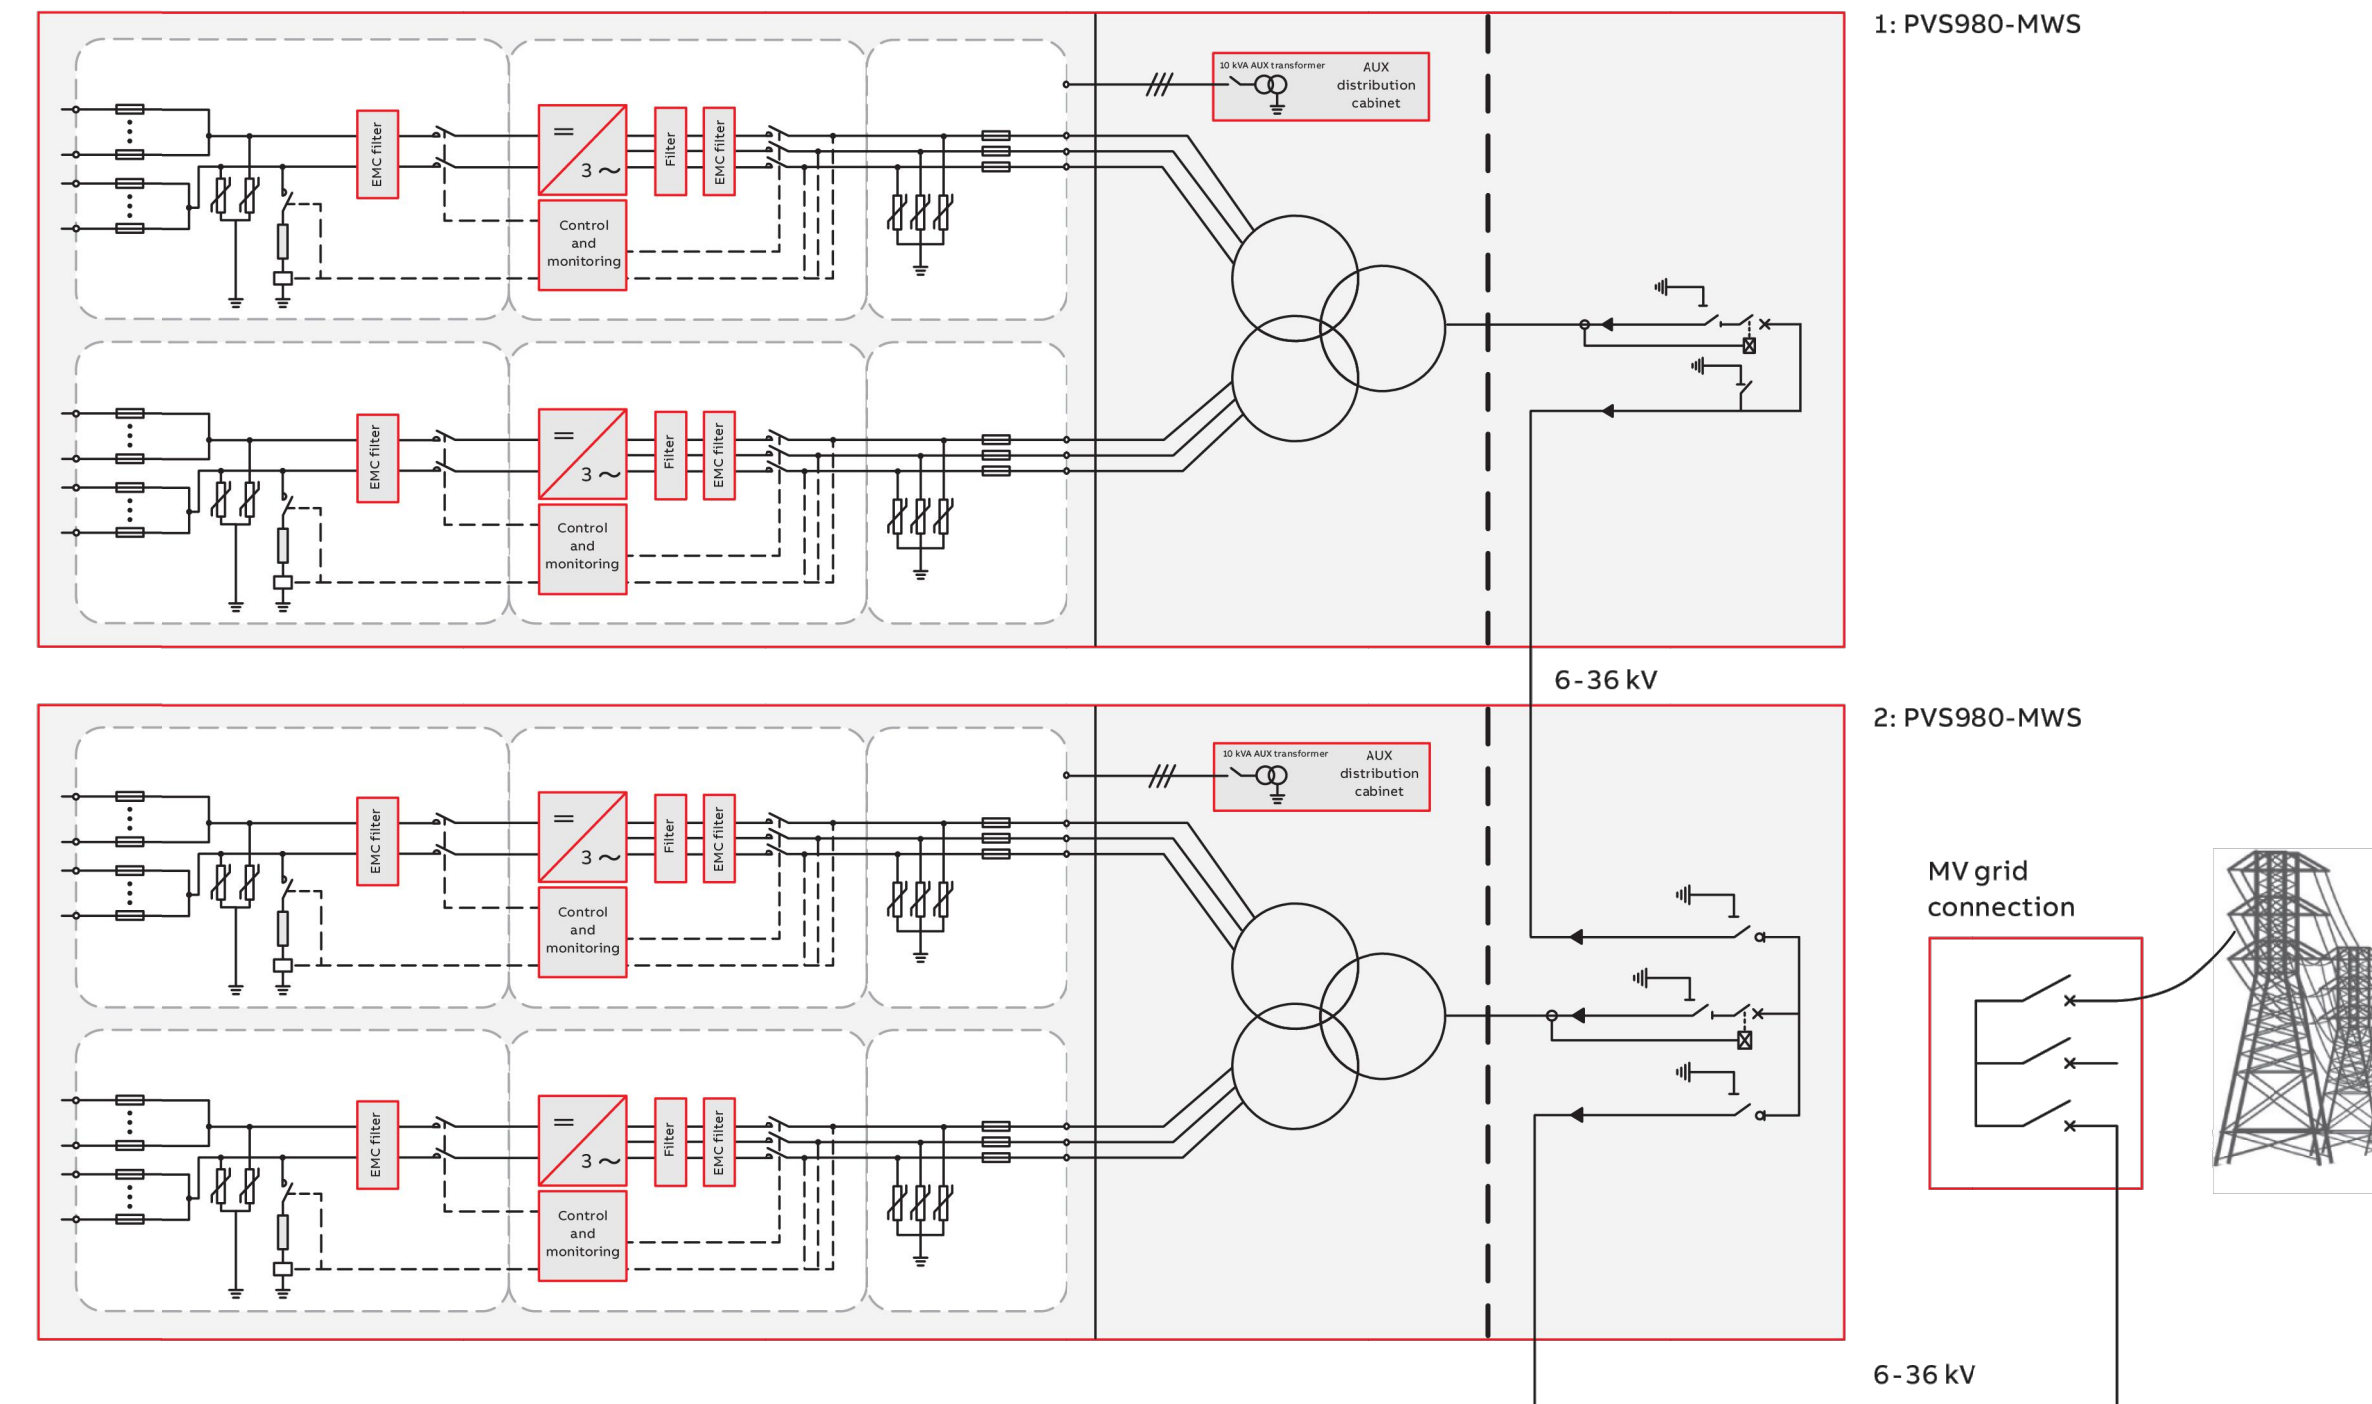 1: PVS980-MWS
10 kVA AUX transformer
AUX
distribution
cabinet
EMC filter
3
Filter
EMC filter
Control
and
monitoring
EMC filter
3
Filter
EMC filter
Control
and
monitoring
6-36 kV
2: PVS980-MWS
10 kVA AUX transformer
AUX
distribution
cabinet
EMC filter
3
Filter
EMC filter
Control
and
monitoring
MV grid
connection
EMC filter
3
Filter
EMC filter
Control
and
monitoring
6-36 kV